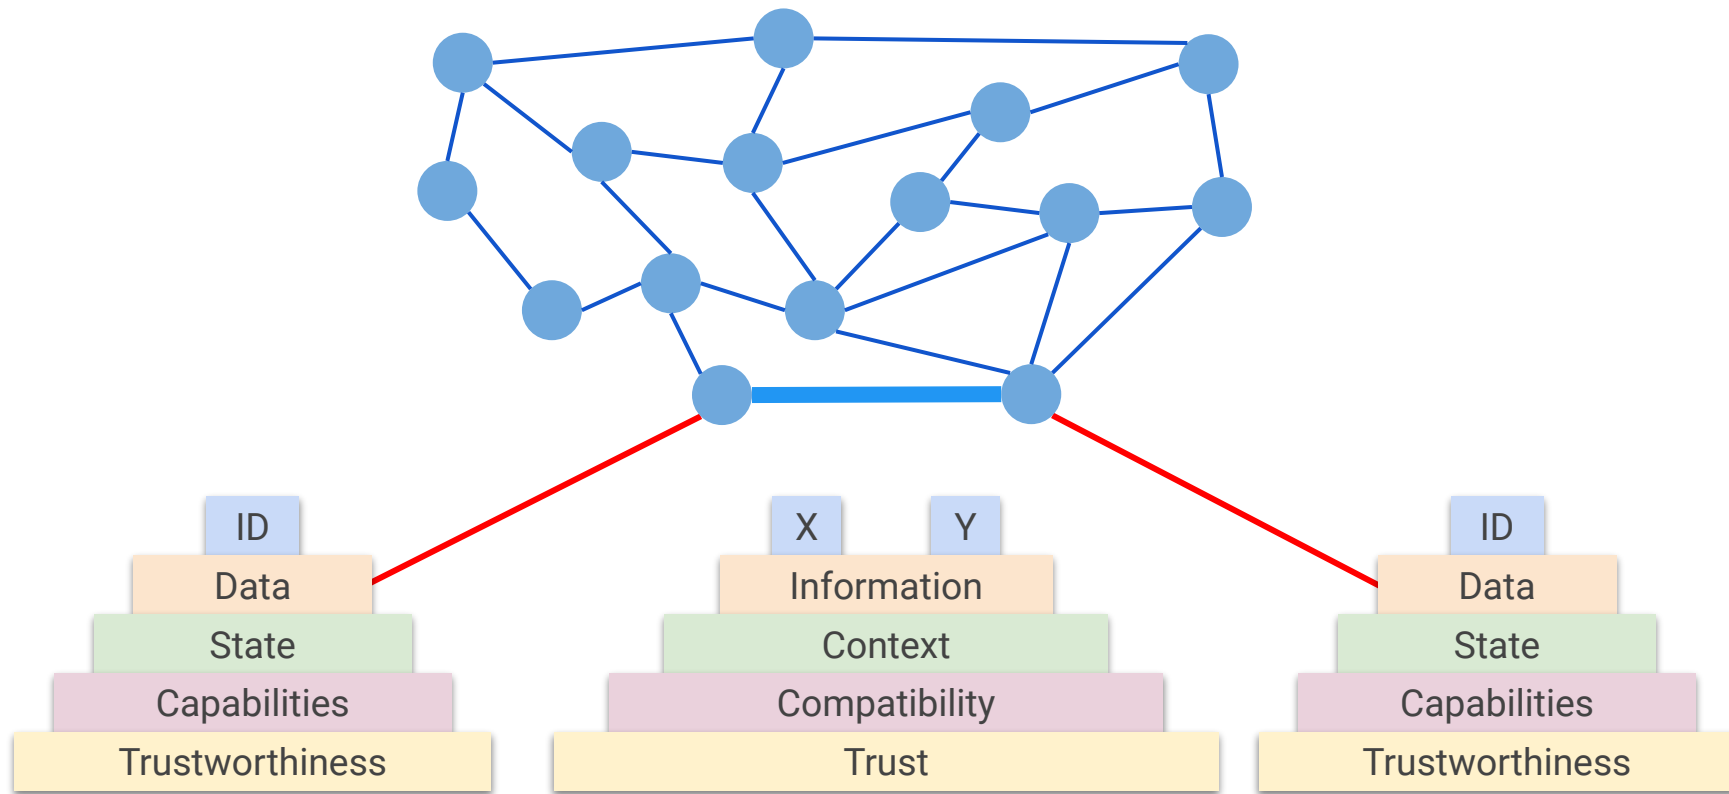 ID
Data
State
Capabilities
Trustworthiness
X
Y
Information
Context
Compatibility
Trust
ID
Data
State
Capabilities
Trustworthiness